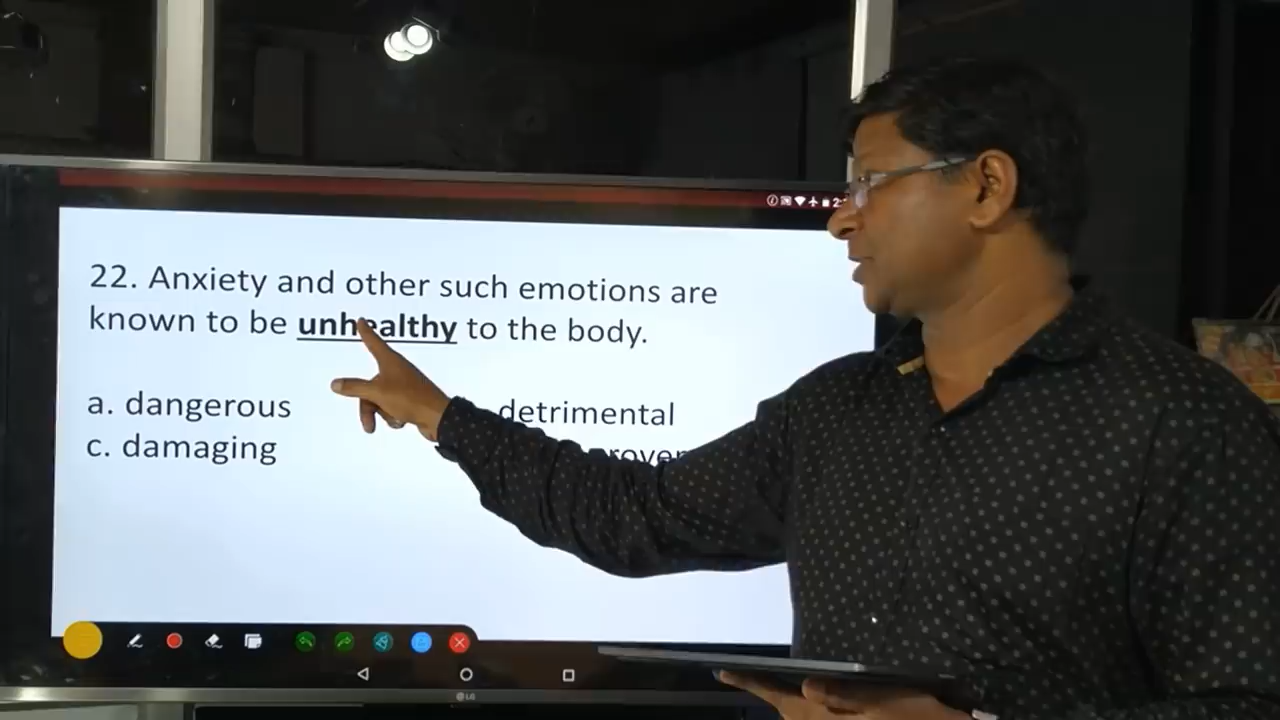 22. Anxiety and other such emotions are
known to be unhealthy to the body.
a. dangerous
detrimental
c. damaging
LG